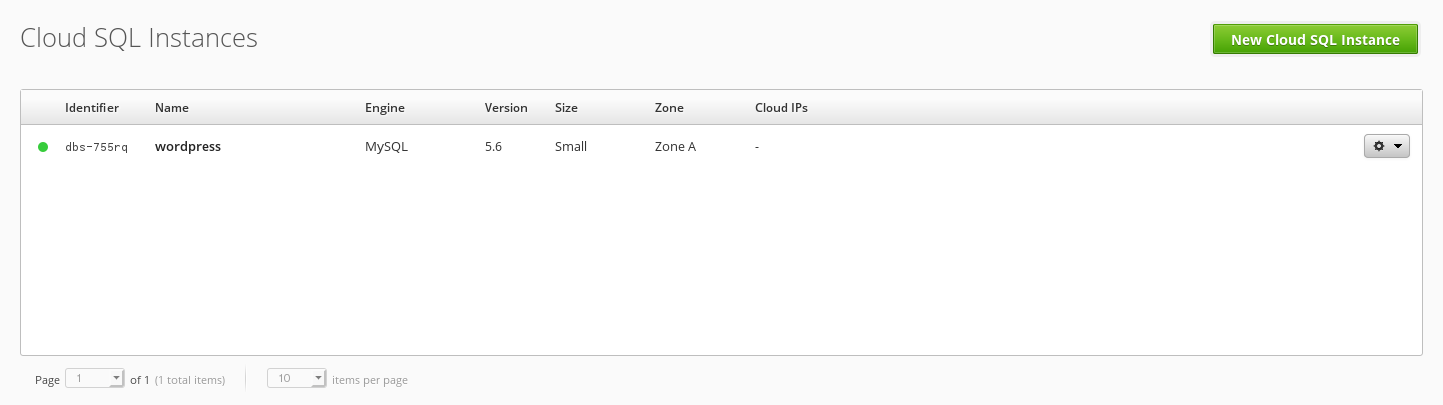 Cloud SQL Instances
New Cloud SQL Instance
Identifier Name Engine Version Size Zone Cloud IPs
dbs-755rq wordpress MySQL 5.6 Small Zone A -
Page 1 of 1 (1 total items) 10 items per page